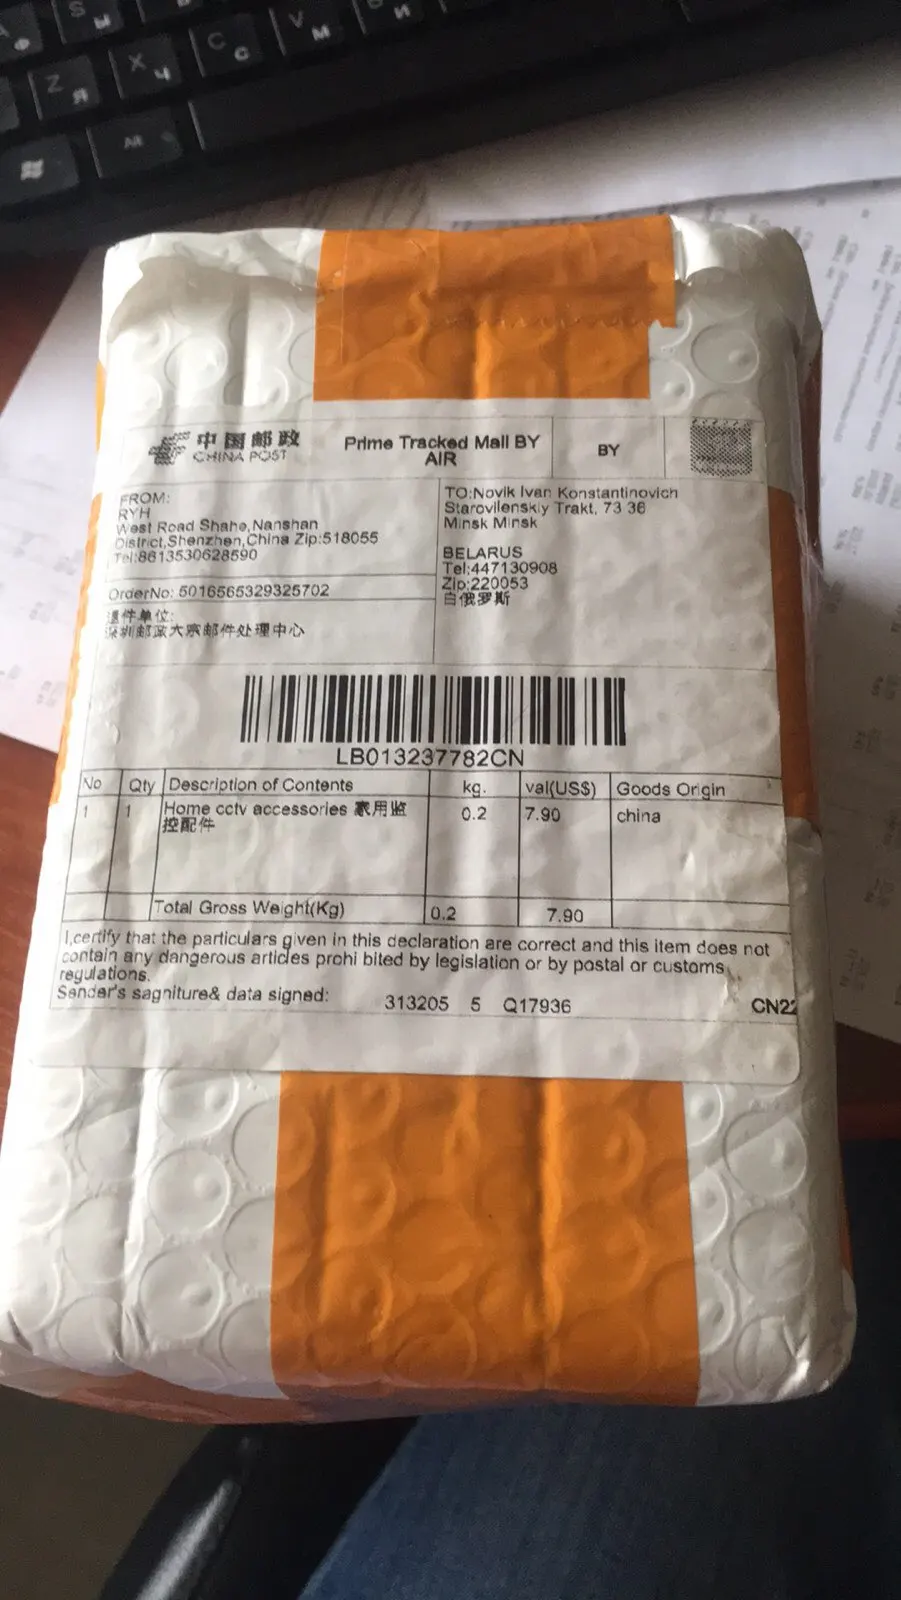 S Ы
V М
И
Z Я
X Ч
C С
Alt
中国邮政
CHINA POST
Prime Tracked Mail BY
AIR
BY
FROM:
RYH
West Road Shahe,Nanshan
District,Shenzhen,China Zip:518055
Tel:8613530628590
OrderNo: 5016565329325702
退件单位:
深圳邮政大宗邮件处理中心
TO:Novik Ivan Konstantinovich
Starovilenskiy Trakt, 73 36
Minsk Minsk
BELARUS
Tel:447130908
Zip:220053
白俄罗斯
LB013237782CN
No Qty Description of Contents kg. val(US$) Goods Origin
1 1 Home cctv accessories 家用监 0.2 7.90 china
控配件
Total Gross Weight(Kg) 0.2 7.90
I,certify that the particulars given in this declaration are correct and this item does not
contain any dangerous articles prohi bited by legislation or by postal or customs
regulations.
Sender's sagniture& data signed: 313205 5 Q17936 CN22